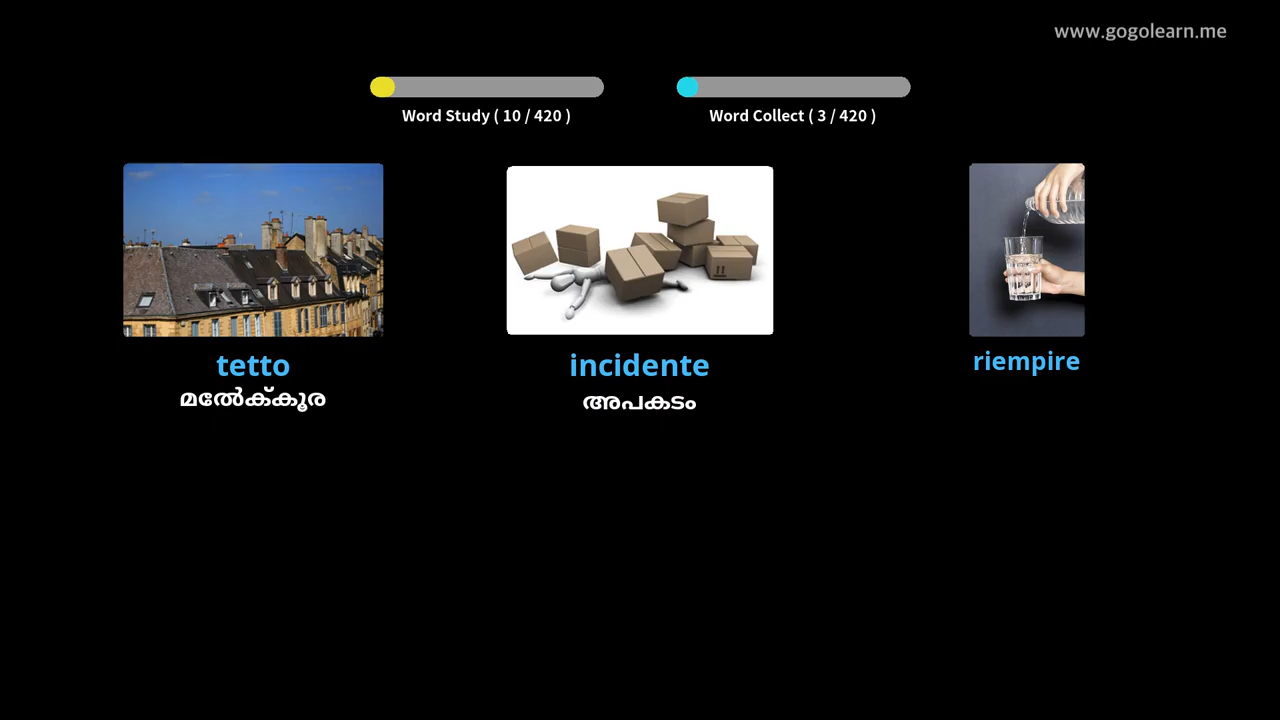 www.gogolearn.me
Word Study ( 10 / 420 )
Word Collect ( 3 / 420 )
tetto
മേൽക്കൂര
incidente
അപകടം
riempire